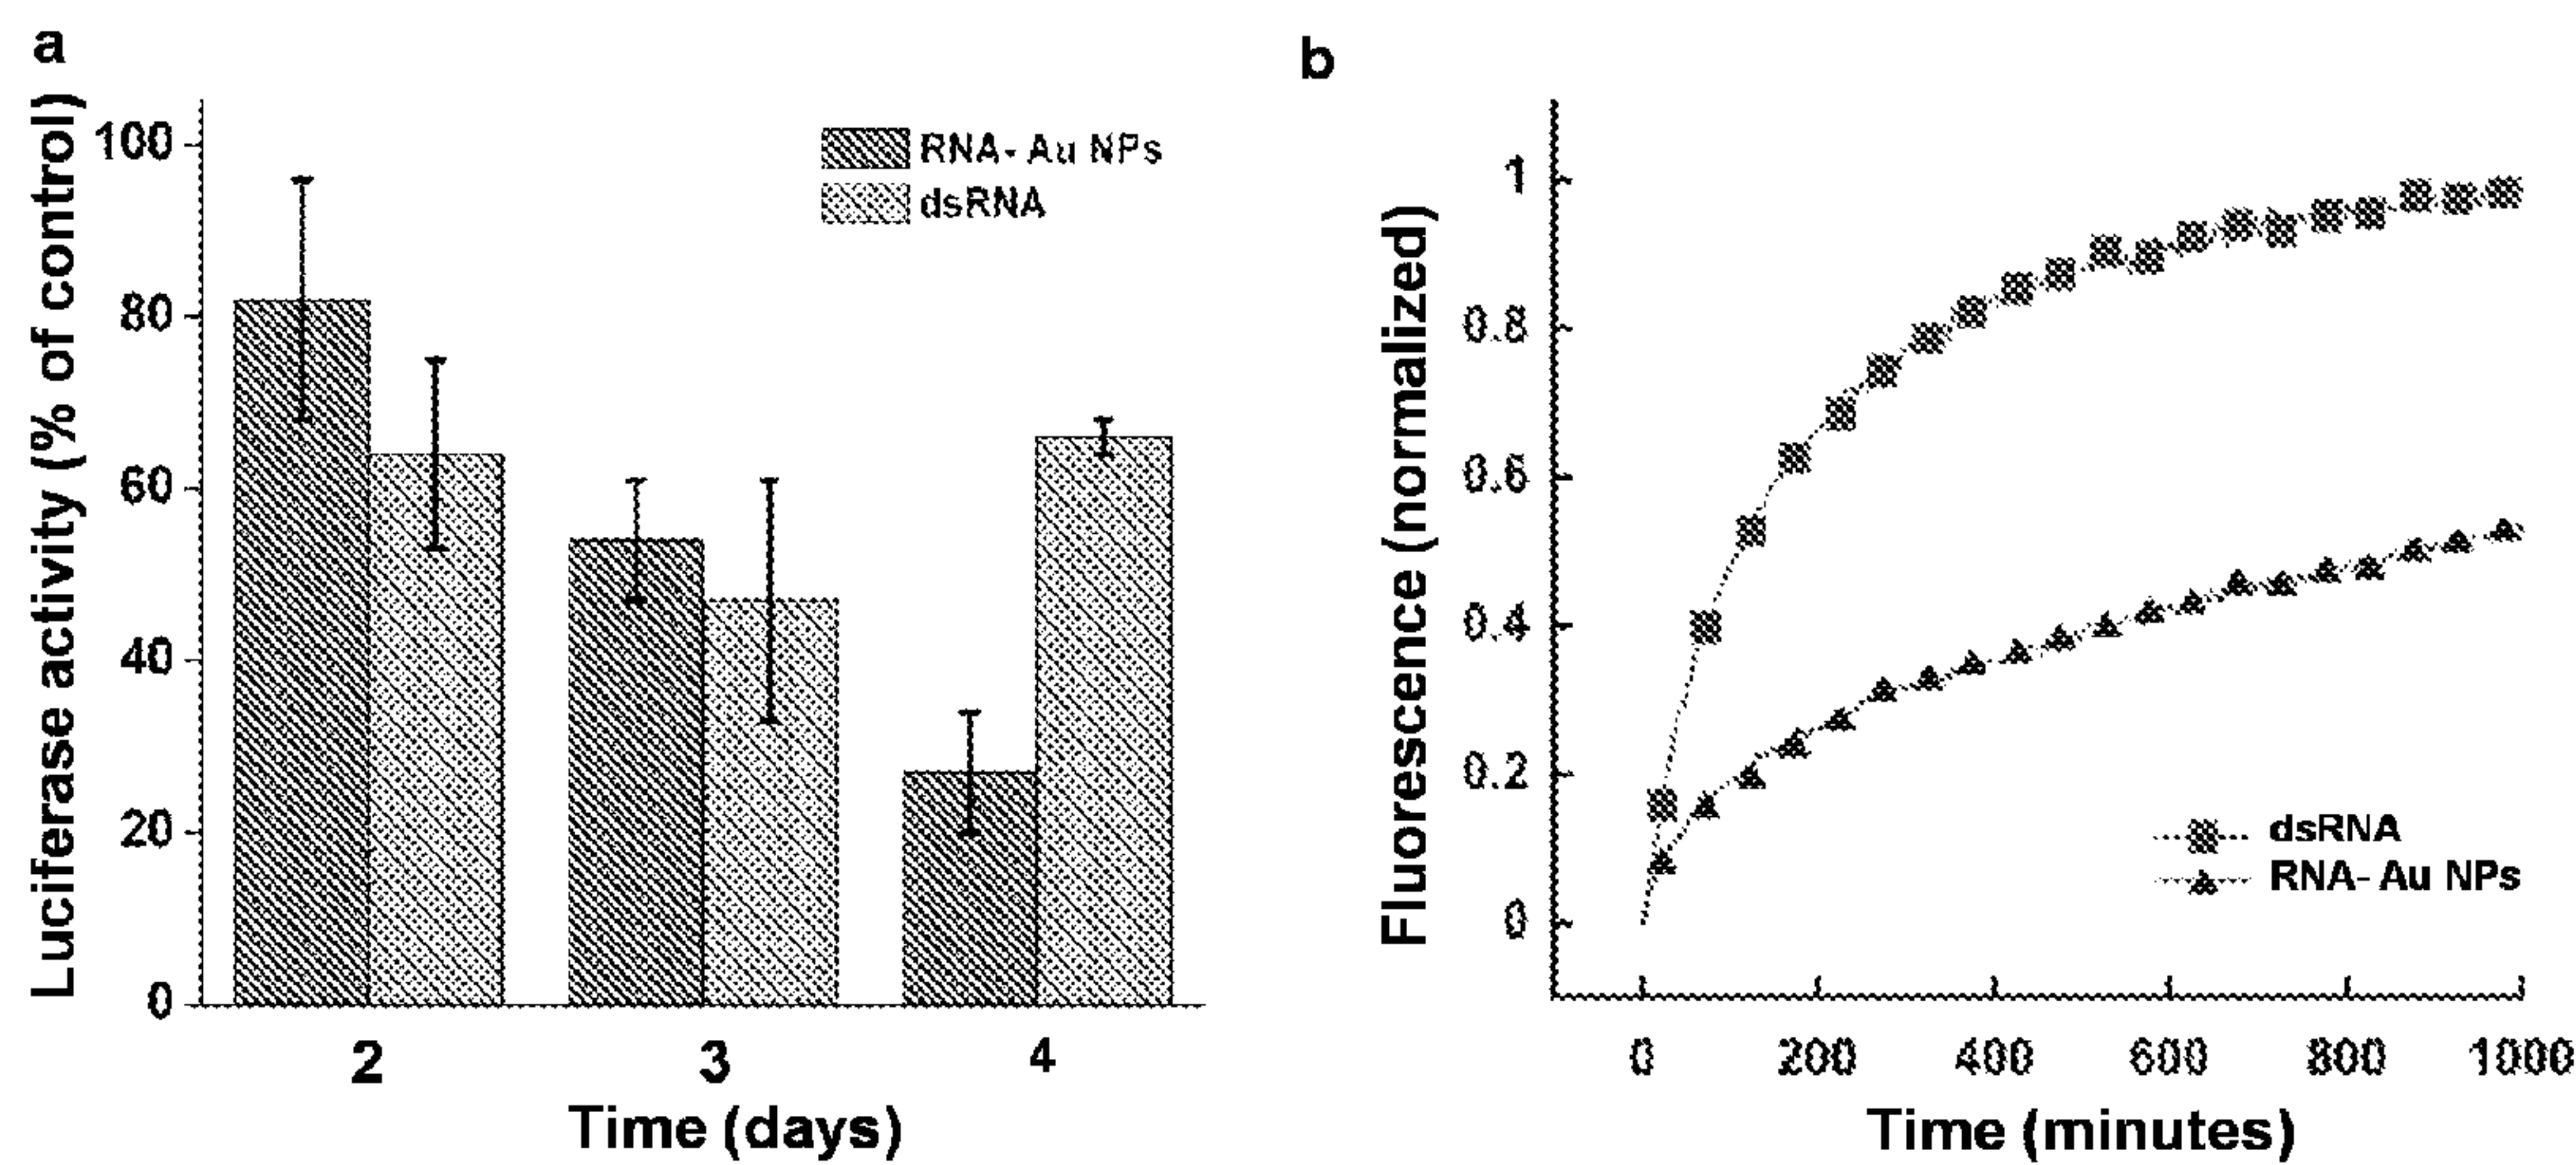 a
Luciferase activity (% of control)
100
80
60
40
20
0
RNA- Au NPs
dsRNA
2 3 4
Time (days)
b
Fluorescence (normalized)
1
0.8
0.6
0.4
0.2
0
dsRNA
RNA- Au NPs
0 200 400 600 800 1000
Time (minutes)